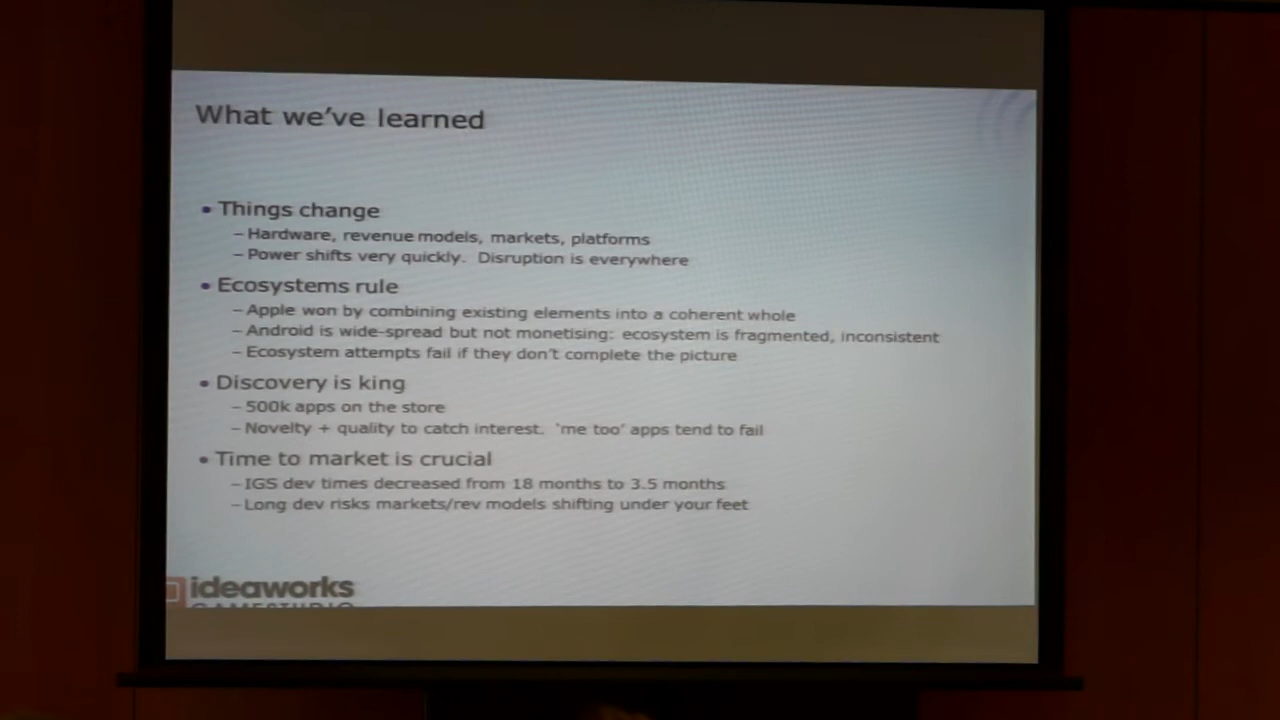 What we've learned
• Things change
– Hardware, revenue models, markets, platforms
– Power shifts very quickly. Disruption is everywhere
• Ecosystems rule
– Apple won by combining existing elements into a coherent whole
– Android is wide-spread but not monetising: ecosystem is fragmented, inconsistent
– Ecosystem attempts fail if they don't complete the picture
• Discovery is king
– 500k apps on the store
– Novelty + quality to catch interest. 'me too' apps tend to fail
• Time to market is crucial
– IGS dev times decreased from 18 months to 3.5 months
– Long dev risks markets/rev models shifting under your feet
ideaworks
GAMESTUDIO